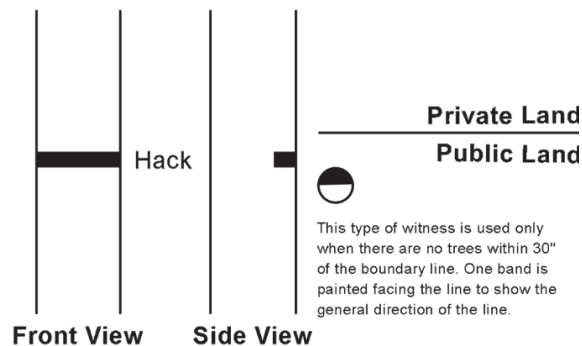 Private Land
Hack
Public Land
This type of witness is used only
when there are no trees within 30"
of the boundary line. One band is
painted facing the line to show the
general direction of the line.
Front View
Side View